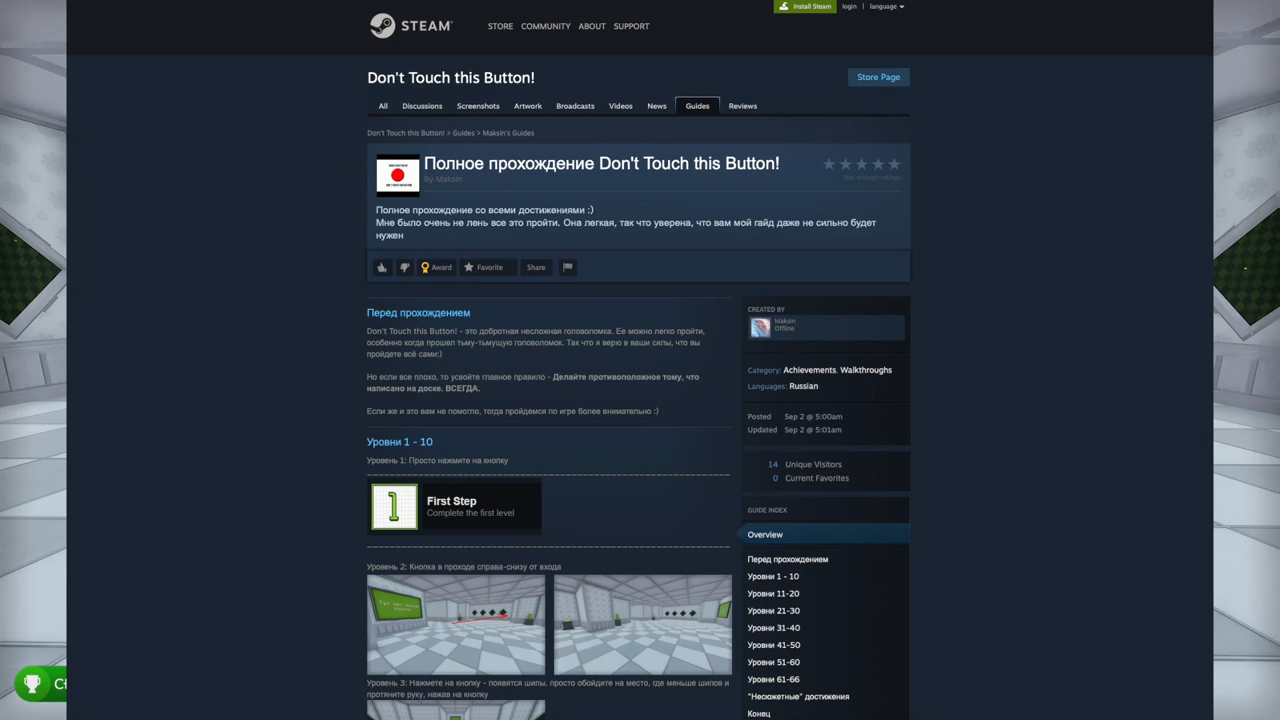 Install Steam
login | language
STEAM®
STORE COMMUNITY ABOUT SUPPORT
Don't Touch this Button!
Store Page
All Discussions Screenshots Artwork Broadcasts Videos News Guides Reviews
Don't Touch this Button! > Guides > Maksin's Guides
Полное прохождение Don't Touch this Button!
By Maksin
Not enough ratings
Полное прохождение со всеми достижениями :)
Мне было очень не лень все это пройти. Она легкая, так что уверена, что вам мой гайд даже не сильно будет
нужен
Award Favorite Share
Перед прохождением
Don't Touch this Button! - это добротная несложная головоломка. Ее можно легко пройти,
особенно когда прошел тьму-тьмущую головоломок. Так что я верю в ваши силы, что вы
пройдете всё сами:)
Но если все плохо, то усвойте главное правило - Делайте противоположное тому, что
написано на доске. ВСЕГДА.
Если же и это вам не помогло, тогда пройдемся по игре более внимательно :)
Уровни 1 - 10
Уровень 1: Просто нажмите на кнопку
First Step
Complete the first level
Уровень 2: Кнопка в проходе справа-снизу от входа
Уровень 3: Нажмете на кнопку - появятся шипы. просто обойдите на место, где меньше шипов и
протяните руку, нажав на кнопку
CREATED BY
Maksin
Offline
Category: Achievements, Walkthroughs
Languages: Russian
Posted Sep 2 @ 5:00am
Updated Sep 2 @ 5:01am
14 Unique Visitors
0 Current Favorites
GUIDE INDEX
Overview
Перед прохождением
Уровни 1 - 10
Уровни 11-20
Уровни 21-30
Уровни 31-40
Уровни 41-50
Уровни 51-60
Уровни 61-66
"Несюжетные" достижения
Конец